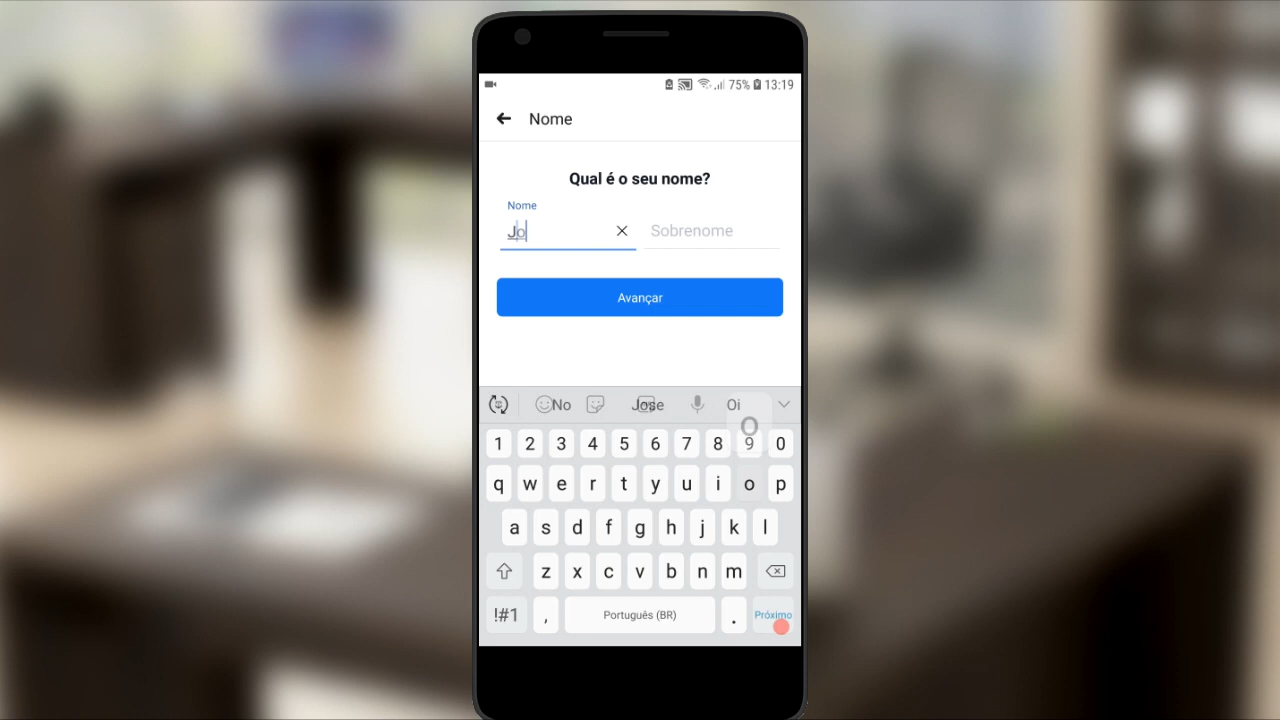 75% 13:19
Nome
Qual é o seu nome?
Nome
Jo
Sobrenome
Avançar
No Jose Oi
o
1 2 3 4 5 6 7 8 9 0
q w e r t y u i o p
a s d f g h j k l
z x c v b n m
!#1 , Português (BR) . Próximo